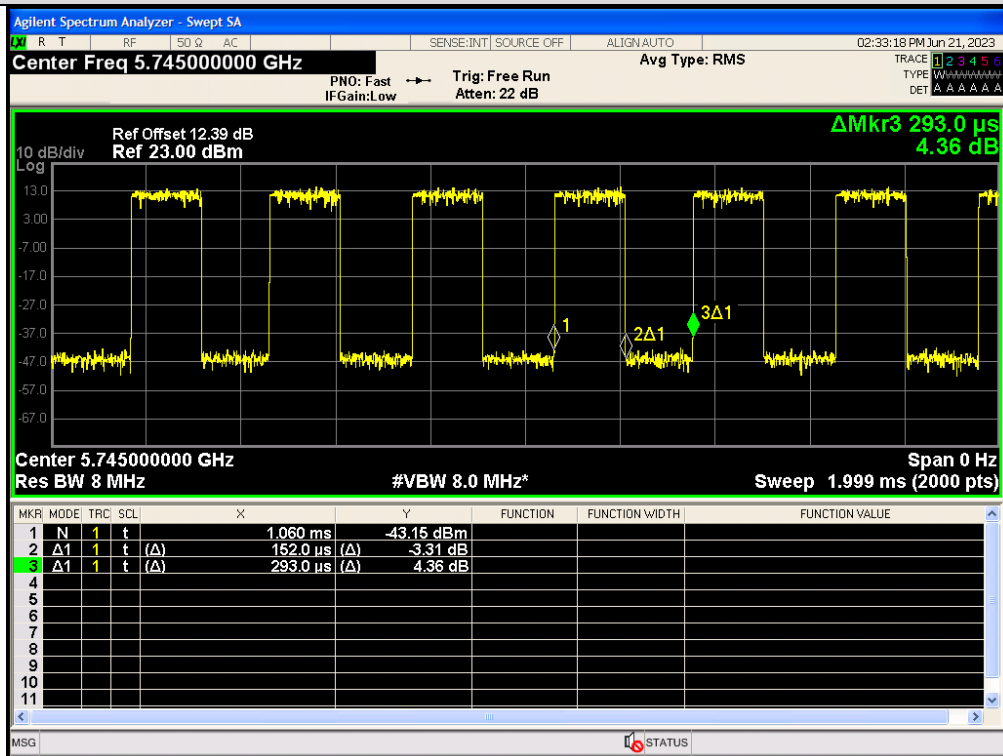 Agilent Spectrum Analyzer - Swept SA
LXI R T RF 50 Ω AC SENSE:INT SOURCE OFF ALIGN AUTO 02:33:18 PM Jun 21, 2023
Center Freq 5.745000000 GHz Avg Type: RMS TRACE 1 2 3 4 5 6
PNO: Fast Trig: Free Run TYPE WWWWWW
IFGain:Low Atten: 22 dB DET A A A A A A
ΔMkr3 293.0 µs
Ref Offset 12.39 dB
10 dB/div Ref 23.00 dBm 4.36 dB
Log
13.0
3.00
-7.00
-17.0
-27.0
3Δ1
1
-37.0
2Δ1
-47.0
-57.0
-67.0
Center 5.745000000 GHz Span 0 Hz
Res BW 8 MHz #VBW 8.0 MHz* Sweep 1.999 ms (2000 pts)
MKR MODE TRC SCL X Y FUNCTION FUNCTION WIDTH FUNCTION VALUE
1 N 1 t 1.060 ms -43.15 dBm
2 Δ1 1 t (Δ) 152.0 µs (Δ) -3.31 dB
3 Δ1 1 t (Δ) 293.0 µs (Δ) 4.36 dB
4
5
6
7
8
9
10
11
MSG STATUS